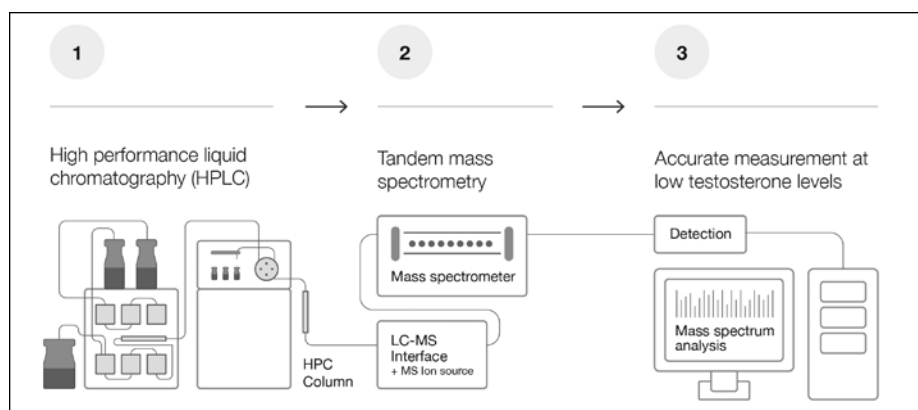 1
2
3
High performance liquid
chromatography (HPLC)
Tandem mass
spectrometry
Accurate measurement at
low testosterone levels
Mass spectrometer
Detection
LC-MS
Interface
+ MS Ion source
HPC
Column
Mass spectrum
analysis